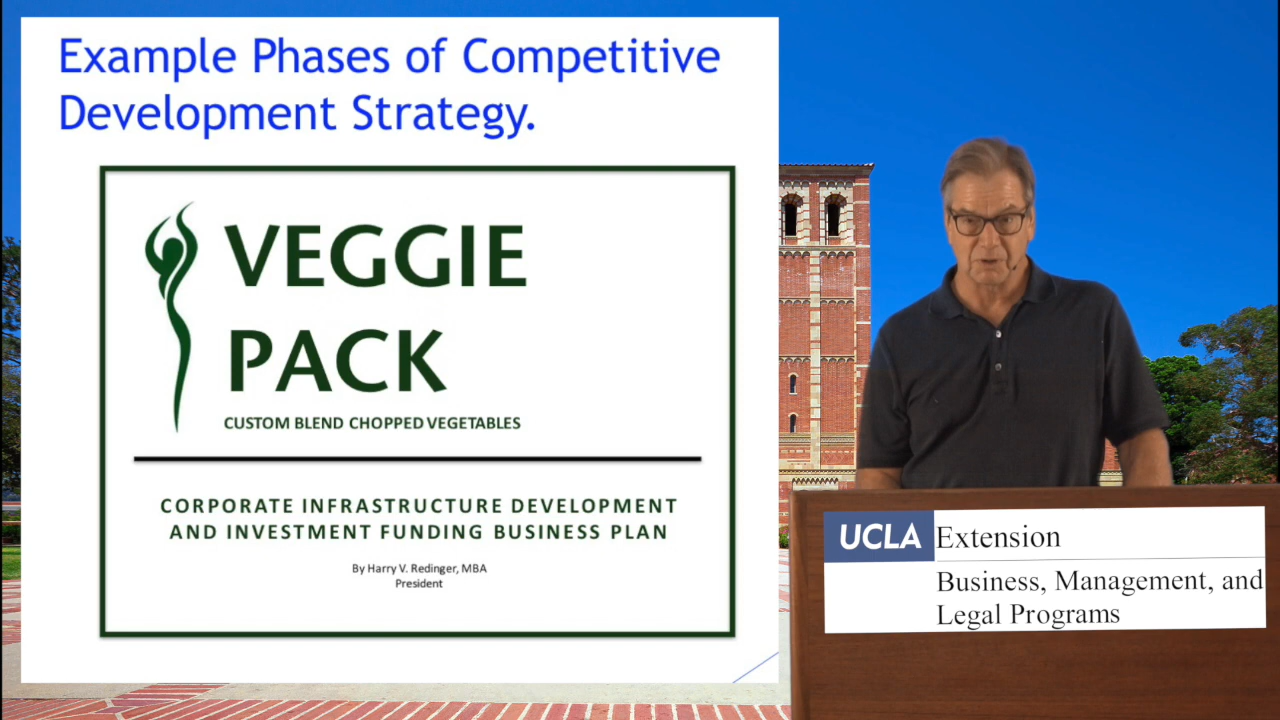 Example Phases of Competitive
Development Strategy.
VEGGIE
PACK
CUSTOM BLEND CHOPPED VEGETABLES
CORPORATE INFRASTRUCTURE DEVELOPMENT
AND INVESTMENT FUNDING BUSINESS PLAN
By Harry V. Redinger, MBA
President
UCLA Extension
Business, Management, and
Legal Programs